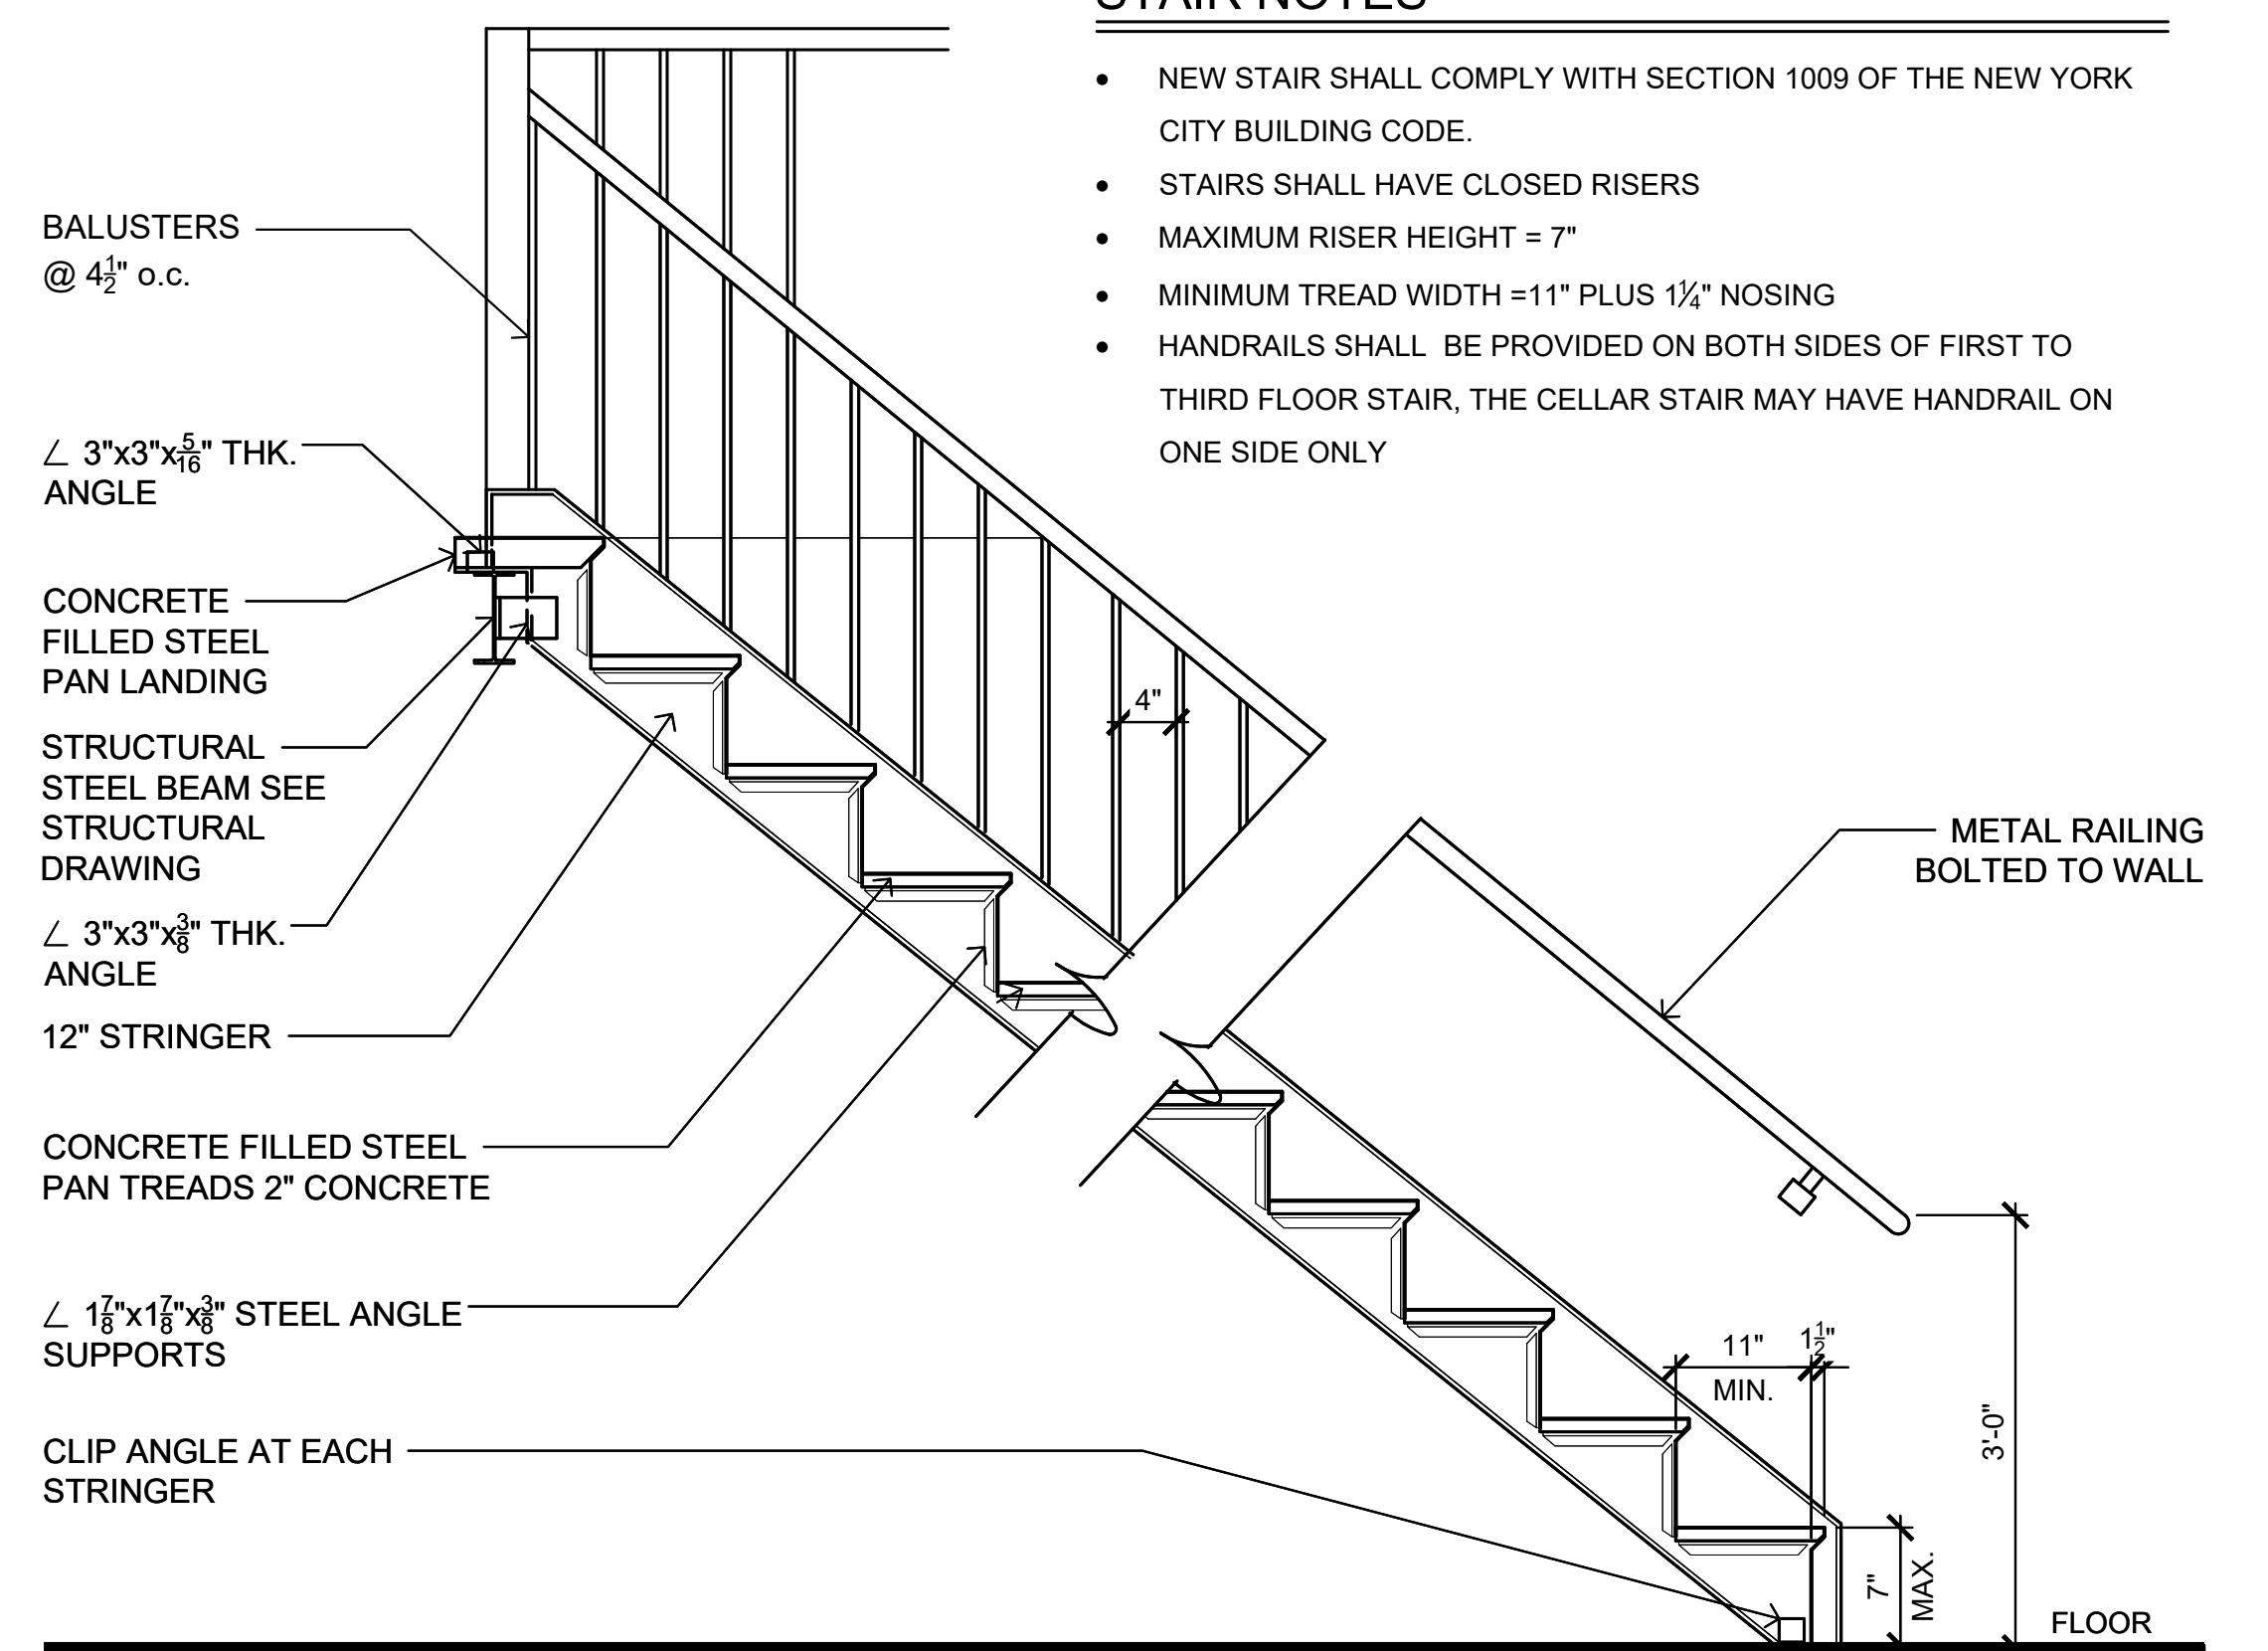 STAIR NOTES
• NEW STAIR SHALL COMPLY WITH SECTION 1009 OF THE NEW YORK
CITY BUILDING CODE.
• STAIRS SHALL HAVE CLOSED RISERS
• MAXIMUM RISER HEIGHT = 7"
• MINIMUM TREAD WIDTH =11" PLUS 1¼" NOSING
• HANDRAILS SHALL BE PROVIDED ON BOTH SIDES OF FIRST TO
THIRD FLOOR STAIR, THE CELLAR STAIR MAY HAVE HANDRAIL ON
ONE SIDE ONLY
BALUSTERS
@ 4½" o.c.
∠ 3"x3"x5/16" THK.
ANGLE
CONCRETE
FILLED STEEL
PAN LANDING
STRUCTURAL
STEEL BEAM SEE
STRUCTURAL
DRAWING
∠ 3"x3"x⅜" THK.
ANGLE
12" STRINGER
CONCRETE FILLED STEEL
PAN TREADS 2" CONCRETE
∠ 1⅞"x1⅞"x⅜" STEEL ANGLE
SUPPORTS
CLIP ANGLE AT EACH
STRINGER
4"
METAL RAILING
BOLTED TO WALL
11"
MIN.
1½"
3'-0"
7"
MAX.
FLOOR